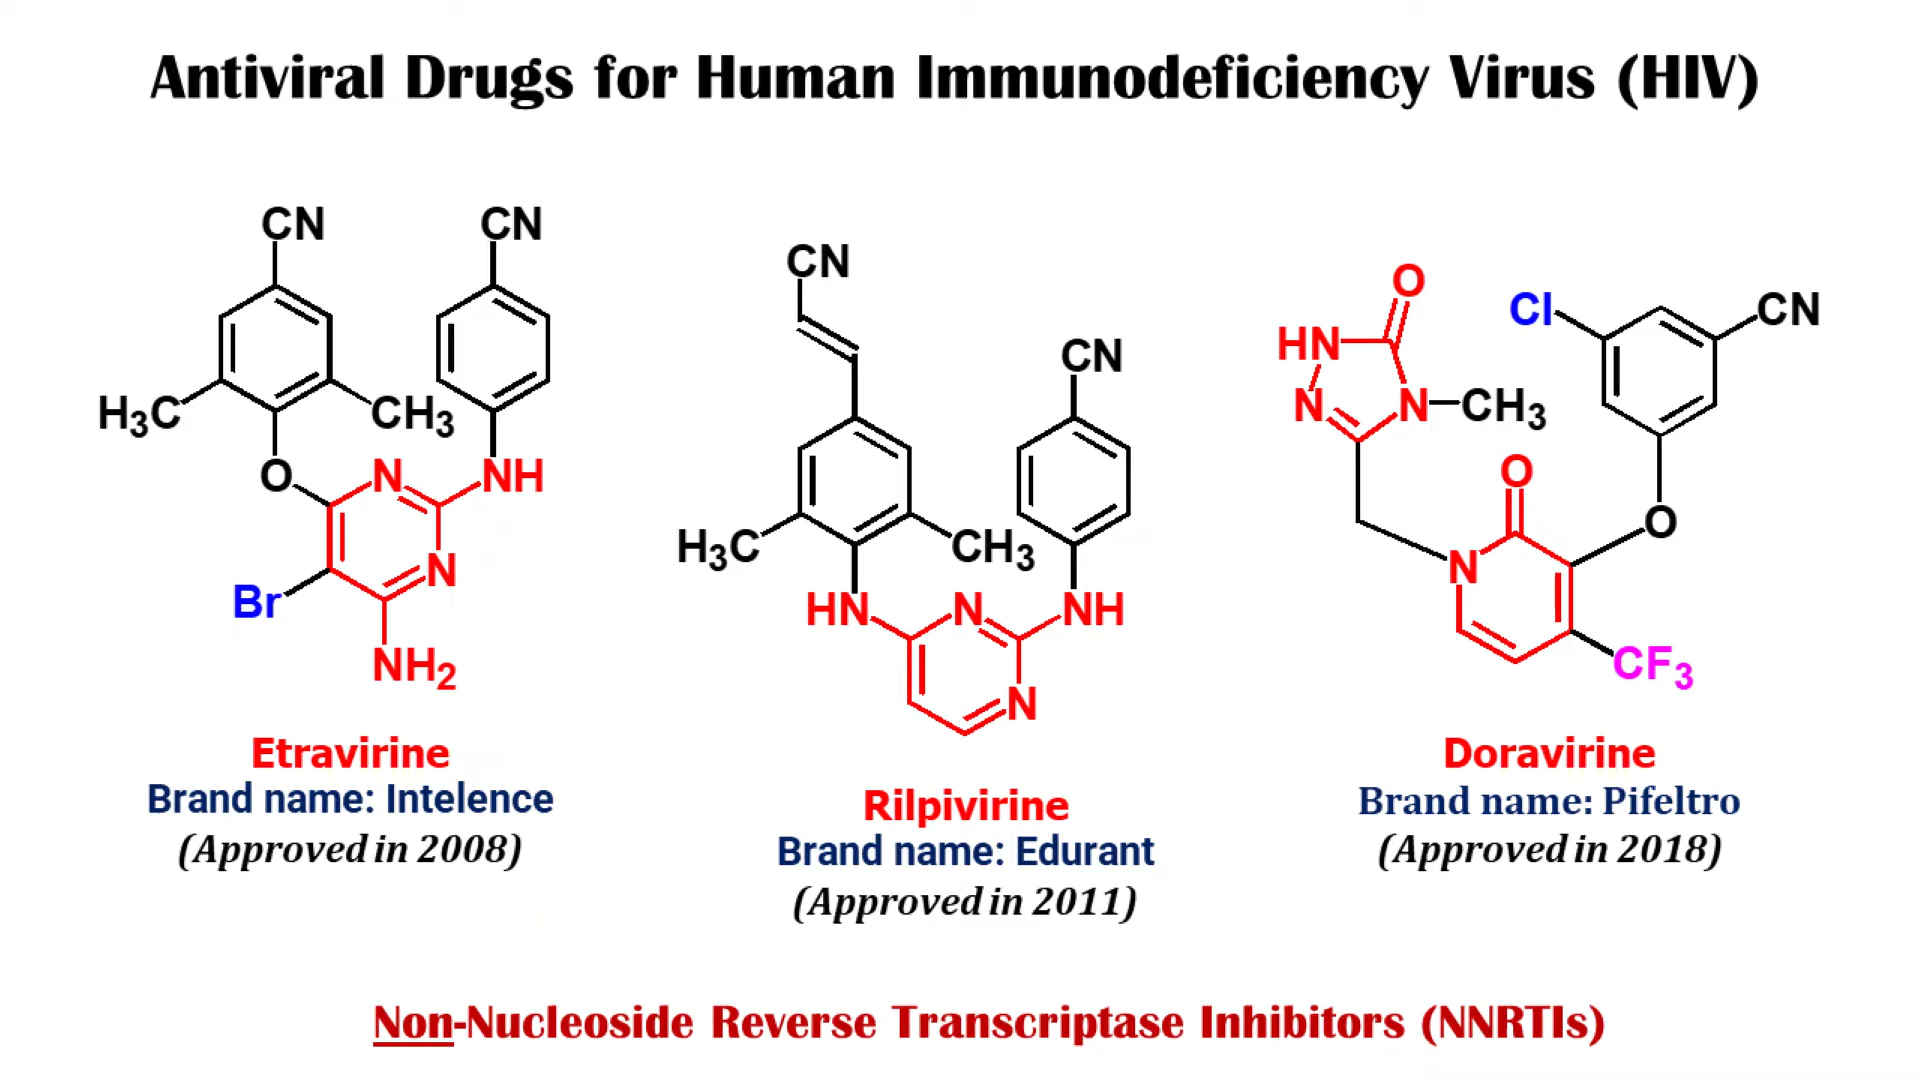 Antiviral Drugs for Human Immunodeficiency Virus (HIV)
CN
CN
H3C
CH3
O
N
NH
N
Br
NH2
Etravirine
Brand name: Intelence
(Approved in 2008)
CN
CN
H3C
CH3
HN
N
NH
N
Rilpivirine
Brand name: Edurant
(Approved in 2011)
O
Cl
CN
HN
N
N
CH3
O
O
N
CF3
Doravirine
Brand name: Pifeltro
(Approved in 2018)
Non-Nucleoside Reverse Transcriptase Inhibitors (NNRTIs)